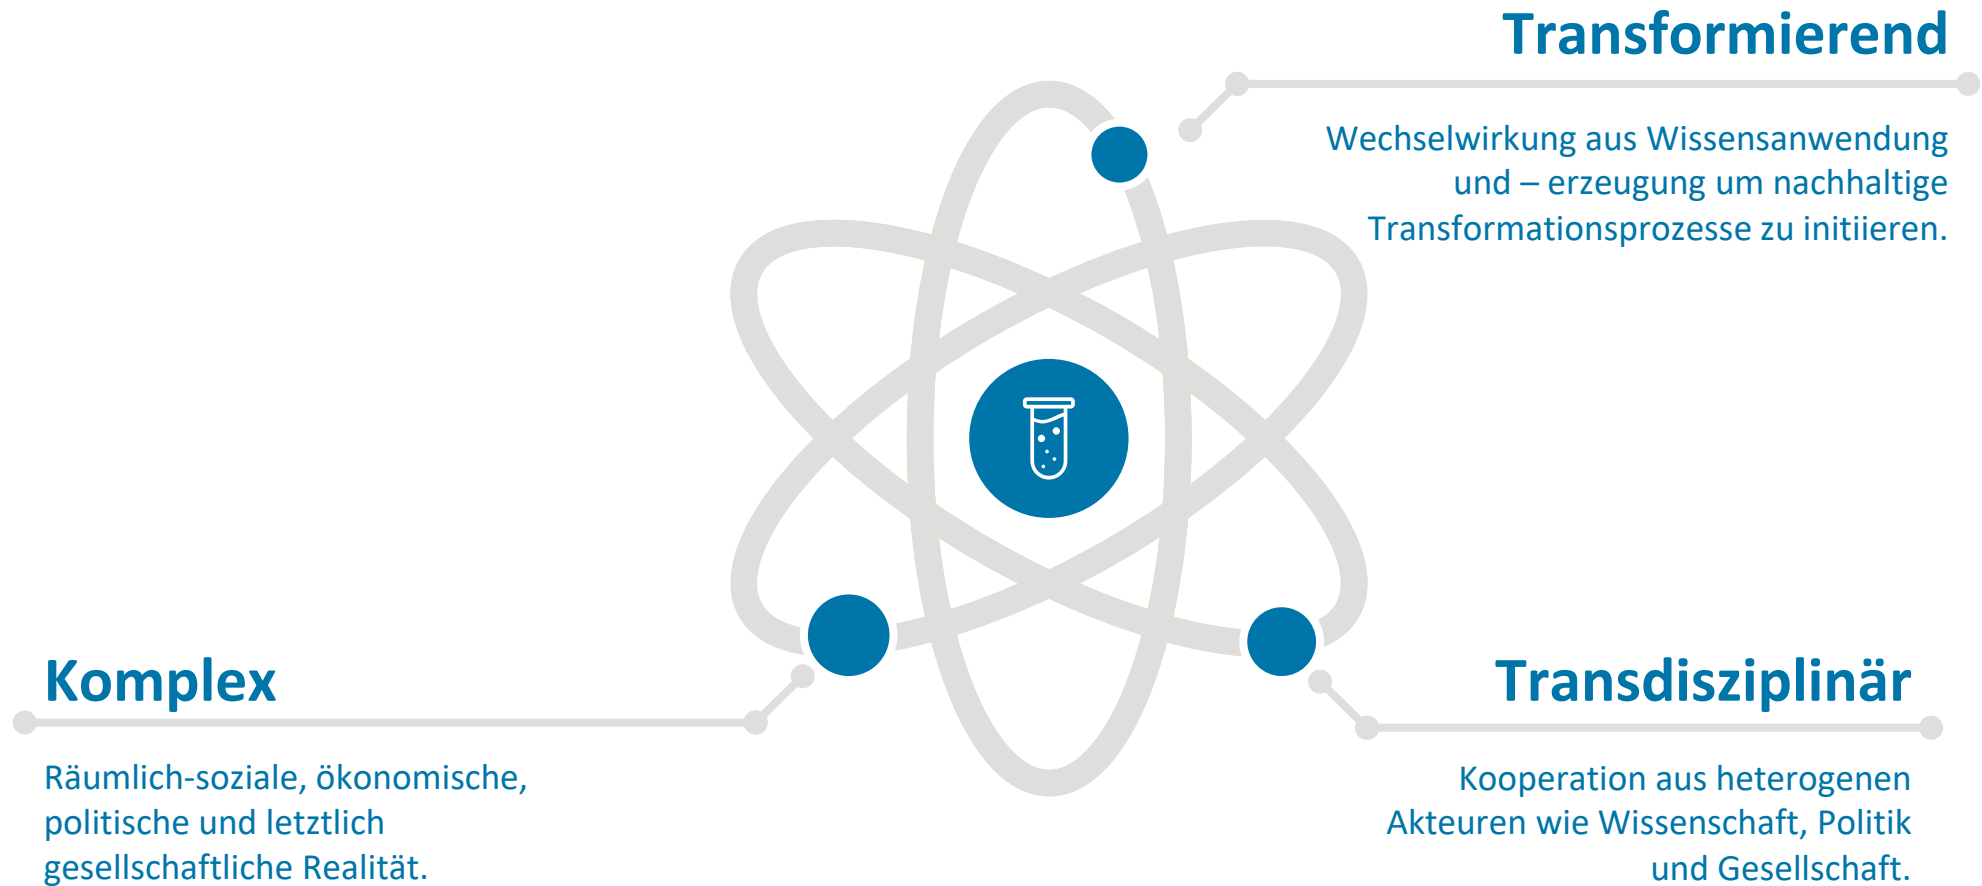 Transformierend
Wechselwirkung aus Wissensanwendung
und – erzeugung um nachhaltige
Transformationsprozesse zu initiieren.
Komplex
Räumlich-soziale, ökonomische,
politische und letztlich
gesellschaftliche Realität.
Transdisziplinär
Kooperation aus heterogenen
Akteuren wie Wissenschaft, Politik
und Gesellschaft.